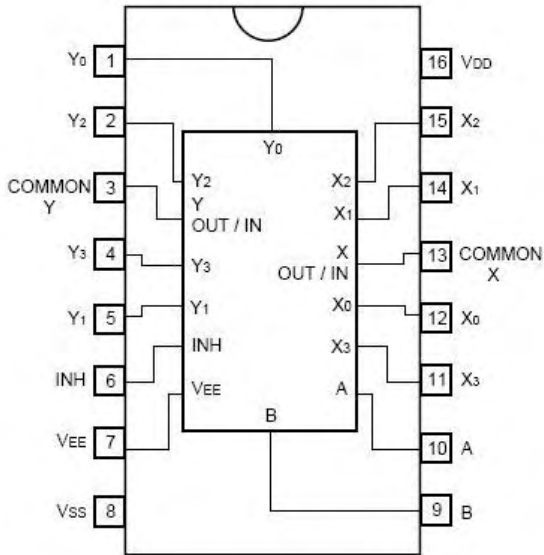 Y0 1
Y2 2
COMMON
Y 3
Y3 4
Y1 5
INH 6
VEE 7
VSS 8
Y0
Y2
Y
OUT / IN
Y3
Y1
INH
VEE
B
X2
X1
X
OUT / IN
X0
X3
A
16 VDD
15 X2
14 X1
13 COMMON
X
12 X0
11 X3
10 A
9 B